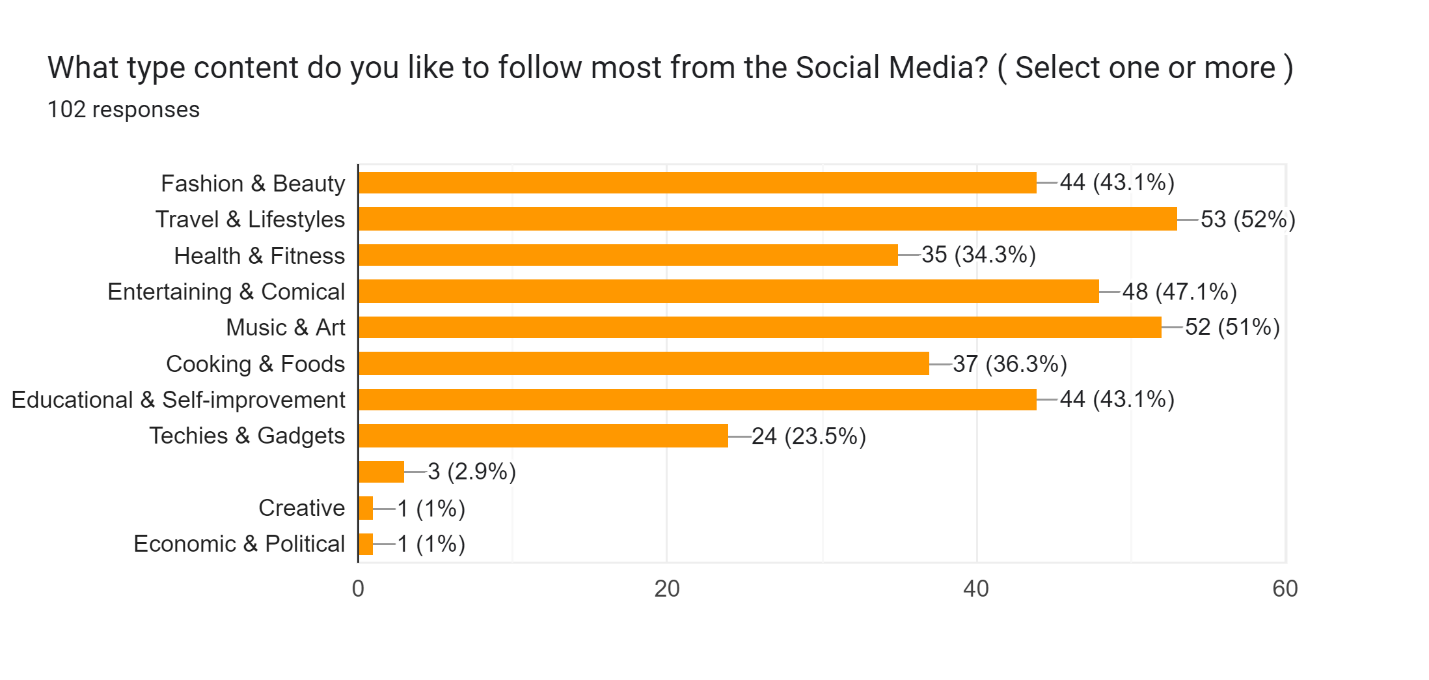 What type content do you like to follow most from the Social Media? ( Select one or more )
102 responses
Fashion & Beauty 44 (43.1%)
Travel & Lifestyles 53 (52%)
Health & Fitness 35 (34.3%)
Entertaining & Comical 48 (47.1%)
Music & Art 52 (51%)
Cooking & Foods 37 (36.3%)
Educational & Self-improvement 44 (43.1%)
Techies & Gadgets 24 (23.5%)
3 (2.9%)
Creative 1 (1%)
Economic & Political 1 (1%)
0 20 40 60